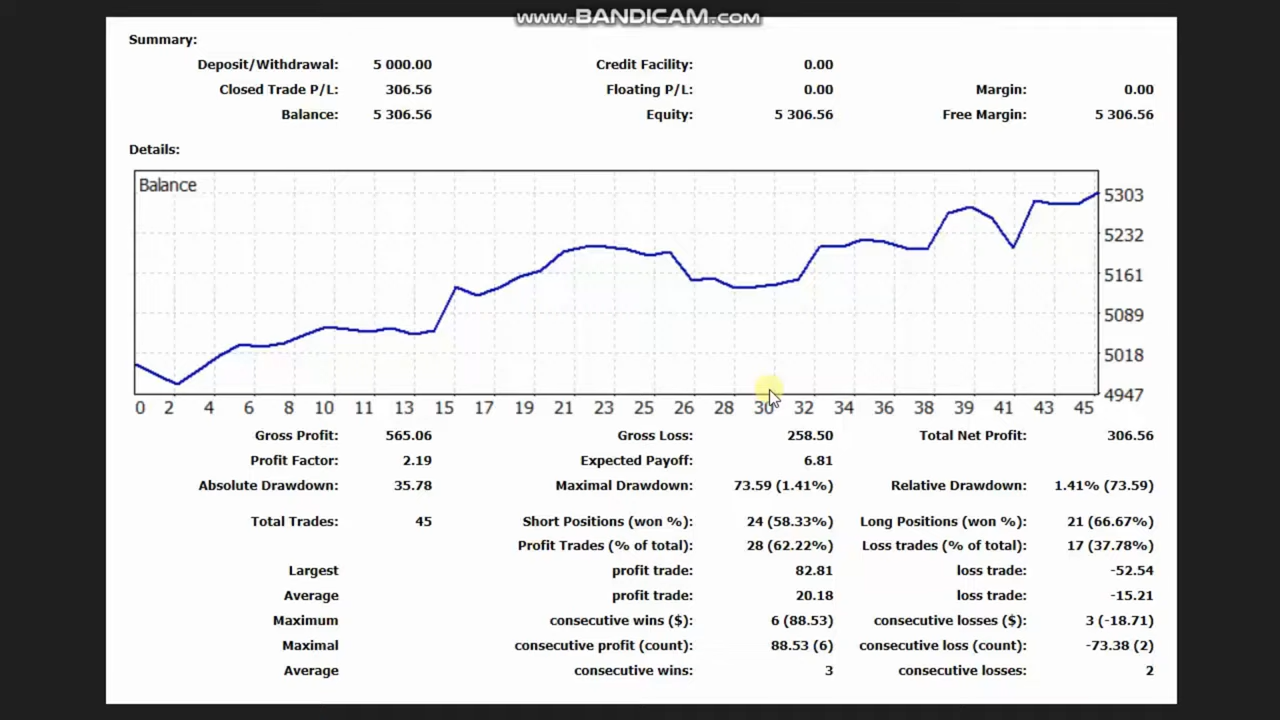 www.BANDICAM.com
Summary:
Deposit/Withdrawal: 5 000.00 Credit Facility: 0.00
Closed Trade P/L: 306.56 Floating P/L: 0.00 Margin: 0.00
Balance: 5 306.56 Equity: 5 306.56 Free Margin: 5 306.56
Details:
Balance
5303
5232
5161
5089
5018
4947
0 2 4 6 8 10 11 13 15 17 19 21 23 25 26 28 30 32 34 36 38 39 41 43 45
Gross Profit: 565.06 Gross Loss: 258.50 Total Net Profit: 306.56
Profit Factor: 2.19 Expected Payoff: 6.81
Absolute Drawdown: 35.78 Maximal Drawdown: 73.59 (1.41%) Relative Drawdown: 1.41% (73.59)
Total Trades: 45 Short Positions (won %): 24 (58.33%) Long Positions (won %): 21 (66.67%)
Profit Trades (% of total): 28 (62.22%) Loss trades (% of total): 17 (37.78%)
Largest profit trade: 82.81 loss trade: -52.54
Average profit trade: 20.18 loss trade: -15.21
Maximum consecutive wins ($): 6 (88.53) consecutive losses ($): 3 (-18.71)
Maximal consecutive profit (count): 88.53 (6) consecutive loss (count): -73.38 (2)
Average consecutive wins: 3 consecutive losses: 2